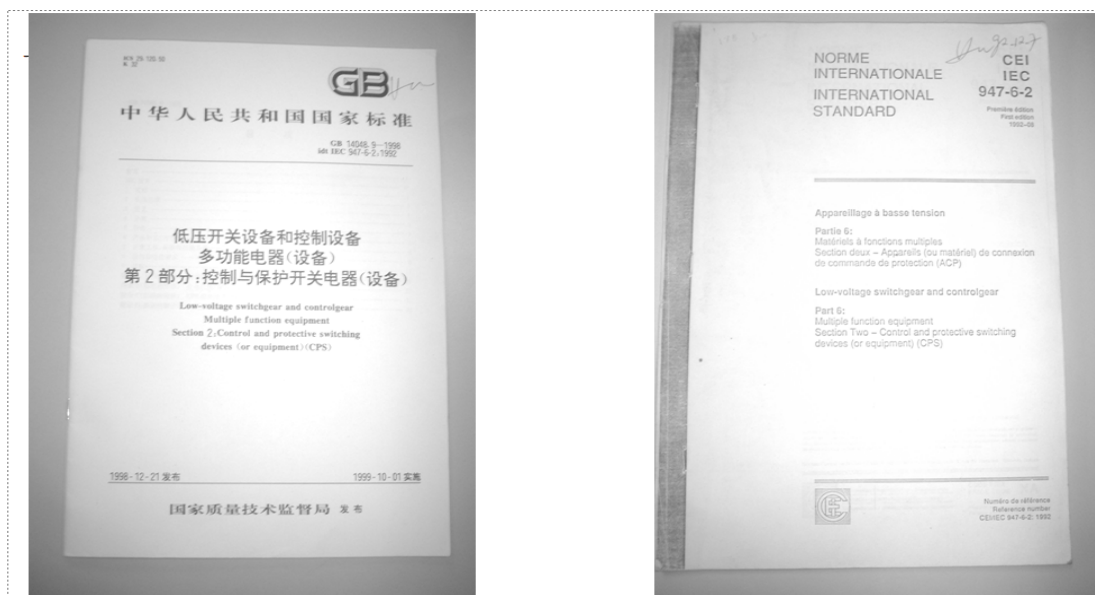 K 32
GB
中华人民共和国国家标准
GB 14048.9—1998
idt IEC 947-6-2:1992
低压开关设备和控制设备
多功能电器(设备)
第2部分:控制与保护开关电器(设备)
Low-voltage switchgear and controlgear
Multiple function equipment
Section 2:Control and protective switching
devices (or equipment)(CPS)
1998-12-21 发布
1999-10-01 实施
国家质量技术监督局 发布
NORME
INTERNATIONALE
INTERNATIONAL
STANDARD
CEI
IEC
947-6-2
Première édition
First edition
1992-08
Appareillage à basse tension
Partie 6:
Matériels à fonctions multiples
Section deux – Appareils (ou matériel) de connexion
de commande de protection (ACP)
Low-voltage switchgear and controlgear
Part 6:
Multiple function equipment
Section Two – Control and protective switching
devices (or equipment) (CPS)
Numéro de référence
Reference number
CEI/IEC 947-6-2: 1992